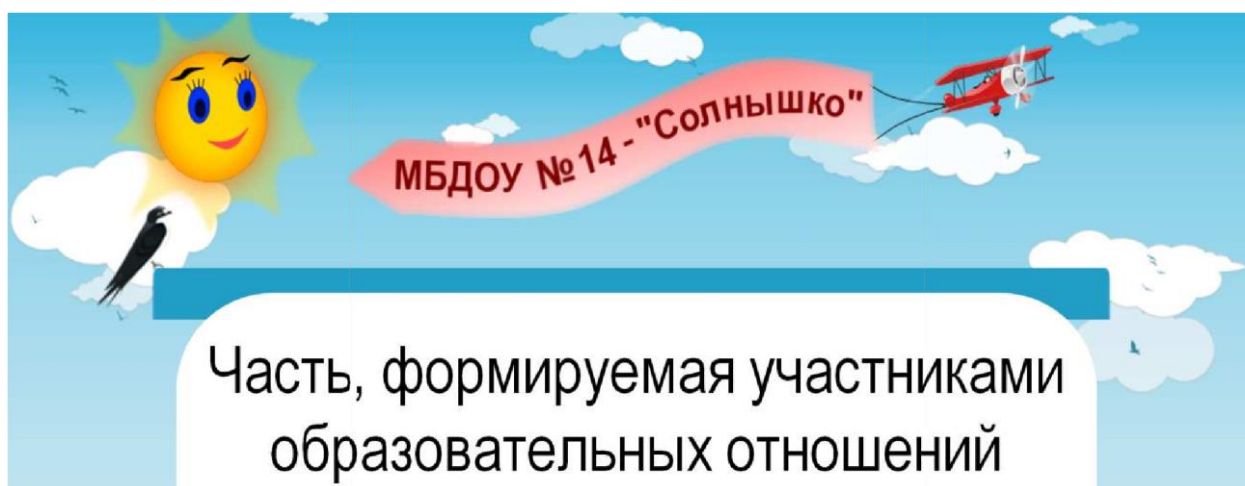 МБДОУ №14 - "Солнышко"
Часть, формируемая участниками
образовательных отношений